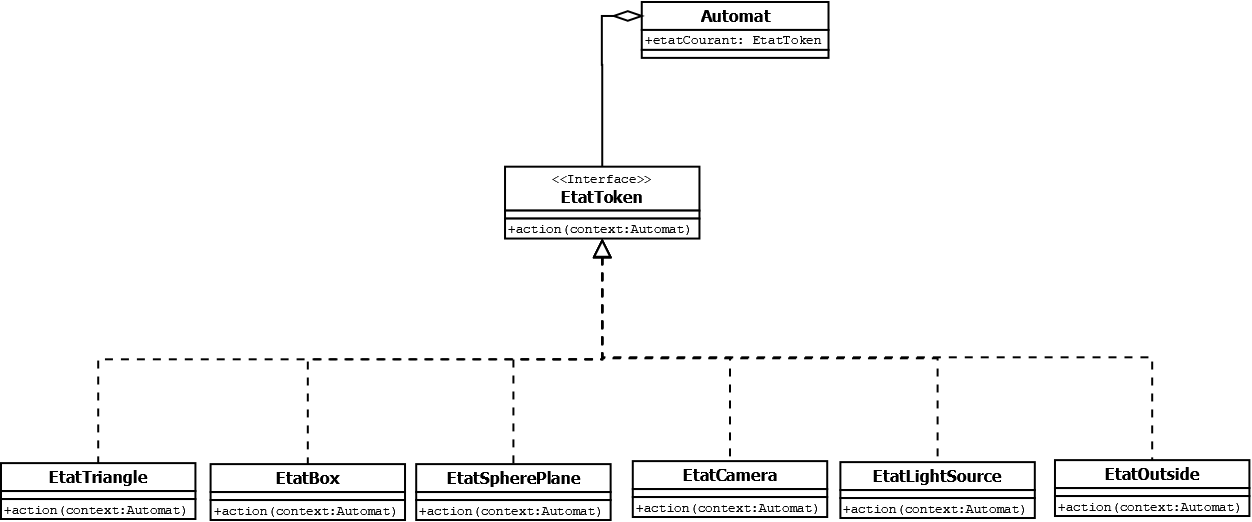 Automat
+etatCourant: EtatToken
<<Interface>>
EtatToken
+action(context:Automat)
EtatTriangle
+action(context:Automat)
EtatBox
+action(context:Automat)
EtatSpherePlane
+action(context:Automat)
EtatCamera
+action(context:Automat)
EtatLightSource
+action(context:Automat)
EtatOutside
+action(context:Automat)